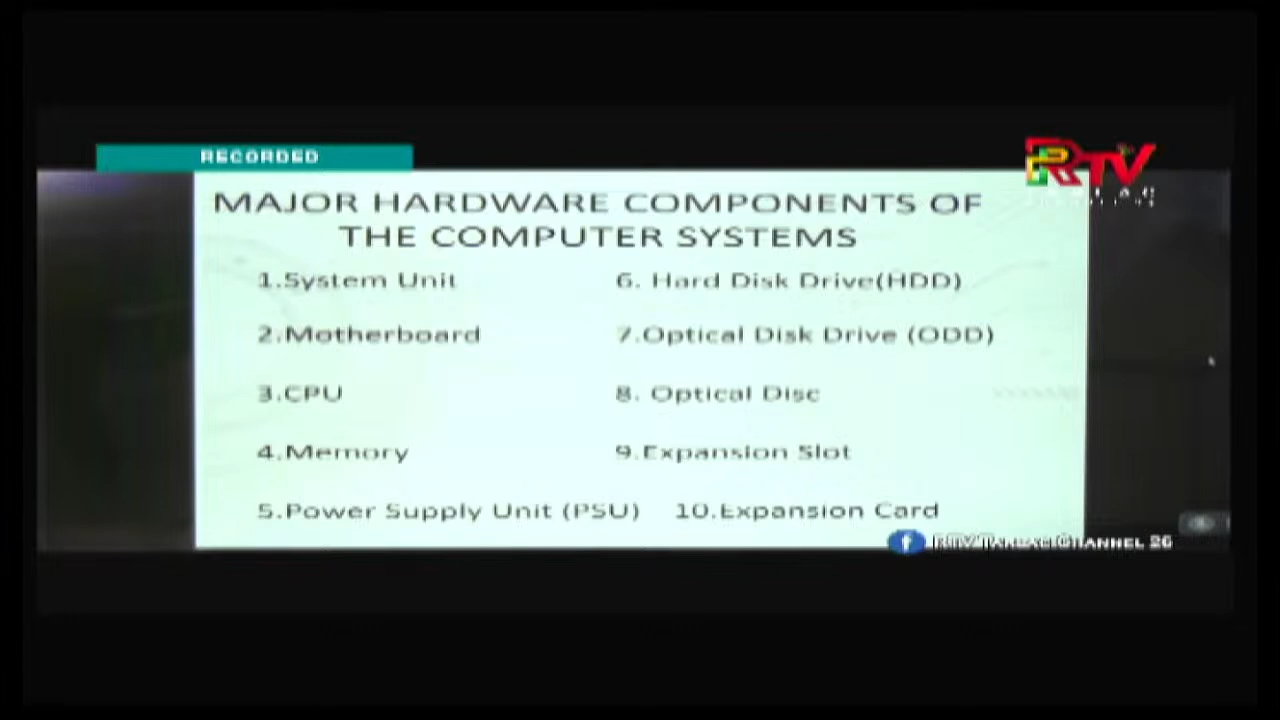 RECORDED
RTV
MAJOR HARDWARE COMPONENTS OF
THE COMPUTER SYSTEMS
1.System Unit
2.Motherboard
3.CPU
4.Memory
5.Power Supply Unit (PSU)
6. Hard Disk Drive(HDD)
7.Optical Disk Drive (ODD)
8. Optical Disc
9.Expansion Slot
10.Expansion Card
RTV Tarlac Channel 26